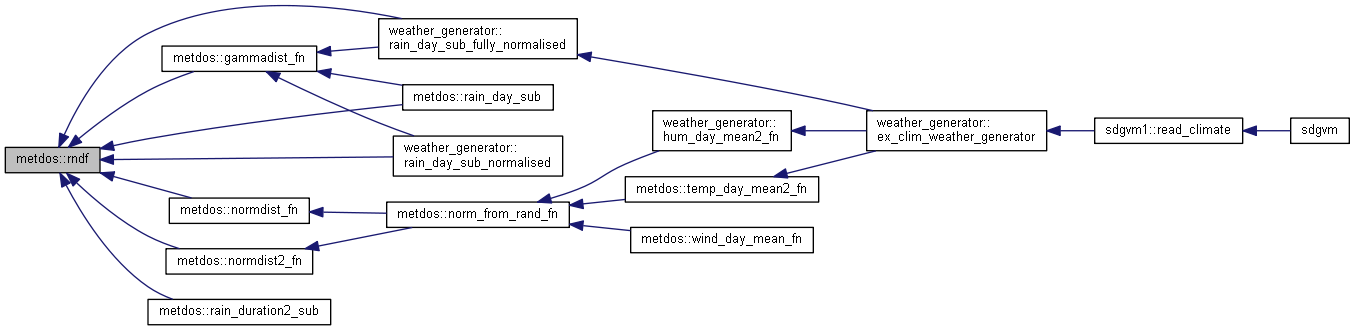 metdos::rndf
weather_generator::
rain_day_sub_fully_normalised
metdos::gammadist_fn
metdos::rain_day_sub
weather_generator::
rain_day_sub_normalised
metdos::normdist_fn
metdos::normdist2_fn
metdos::rain_duration2_sub
metdos::norm_from_rand_fn
weather_generator::
hum_day_mean2_fn
metdos::temp_day_mean2_fn
metdos::wind_day_mean_fn
weather_generator::
ex_clim_weather_generator
sdgvm1::read_climate
sdgvm